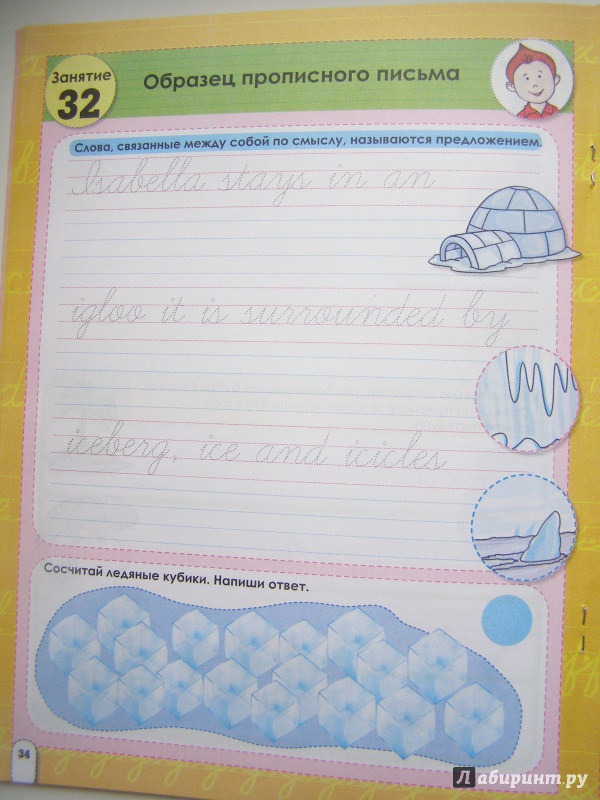 Занятие
32
Образец прописного письма
Слова, связанные между собой по смыслу, называются предложением.
Isabella stays in an
igloo it is surrounded by
iceberg, ice and icicles
Сосчитай ледяные кубики. Напиши ответ.
34
Лабиринт.ру